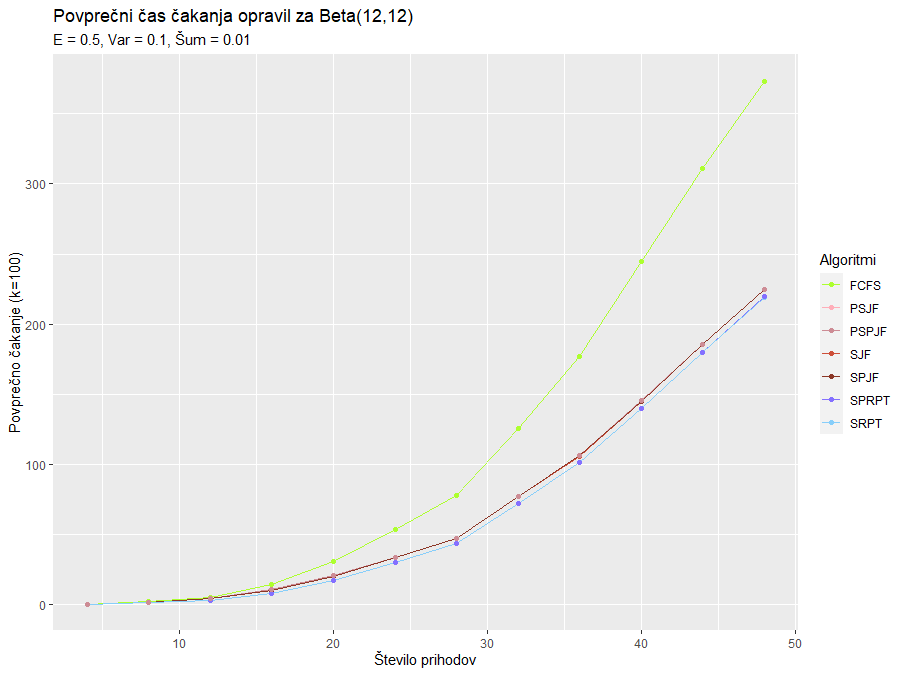 Povprečni čas čakanja opravil za Beta(12,12)
E = 0.5, Var = 0.1, Šum = 0.01
Povprečno čakanje (k=100)
300
200
100
0
10
20
30
40
50
Število prihodov
Algoritmi
FCFS
PSJF
PSPJF
SJF
SPJF
SPRPT
SRPT